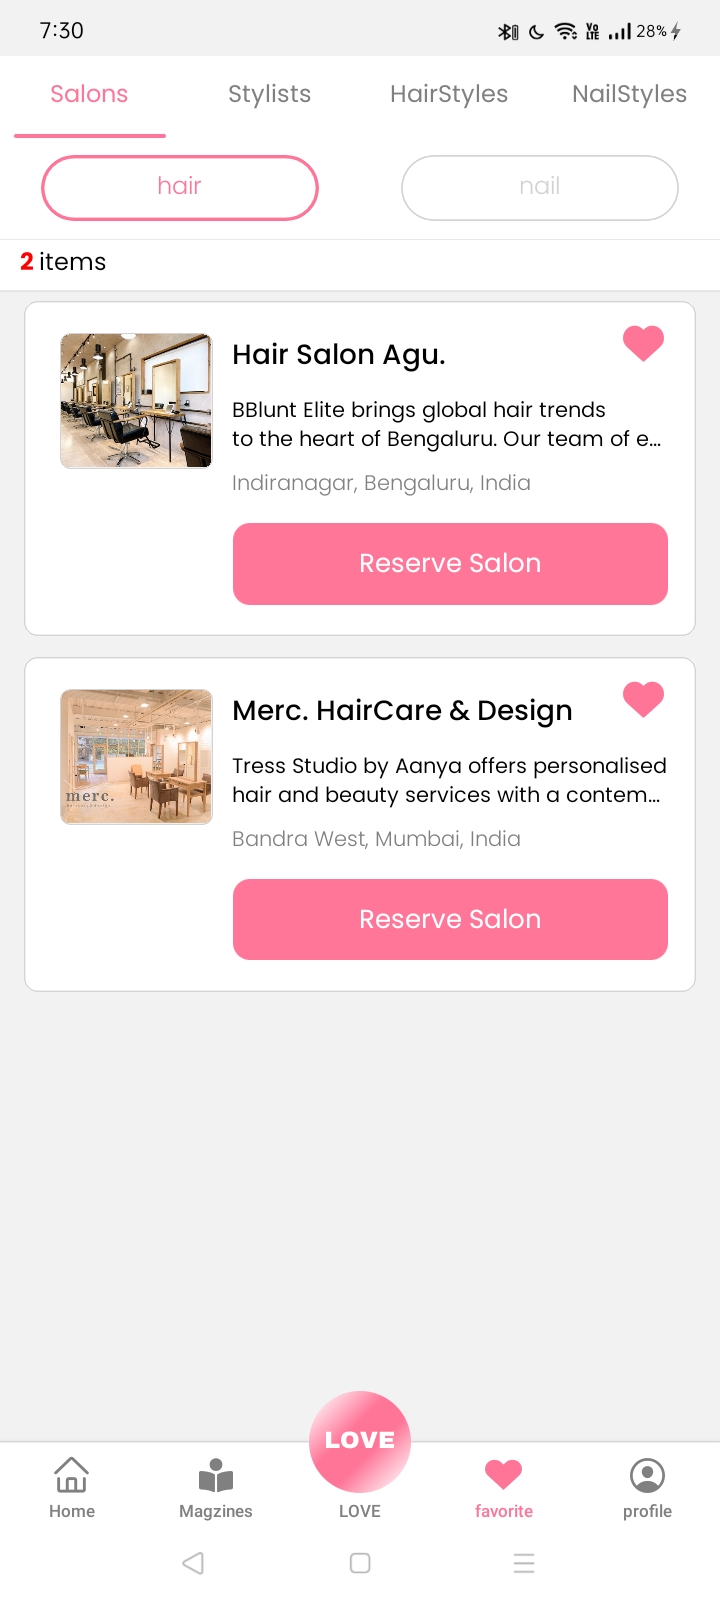 7:30
VO
LTE
28%
Salons
Stylists
HairStyles
NailStyles
hair
nail
2 items
Hair Salon Agu.
BBlunt Elite brings global hair trends
to the heart of Bengaluru. Our team of e...
Indiranagar, Bengaluru, India
Reserve Salon
merc.
Merc. HairCare & Design
Tress Studio by Aanya offers personalised
hair and beauty services with a contem...
Bandra West, Mumbai, India
Reserve Salon
LOVE
Home
Magzines
LOVE
favorite
profile